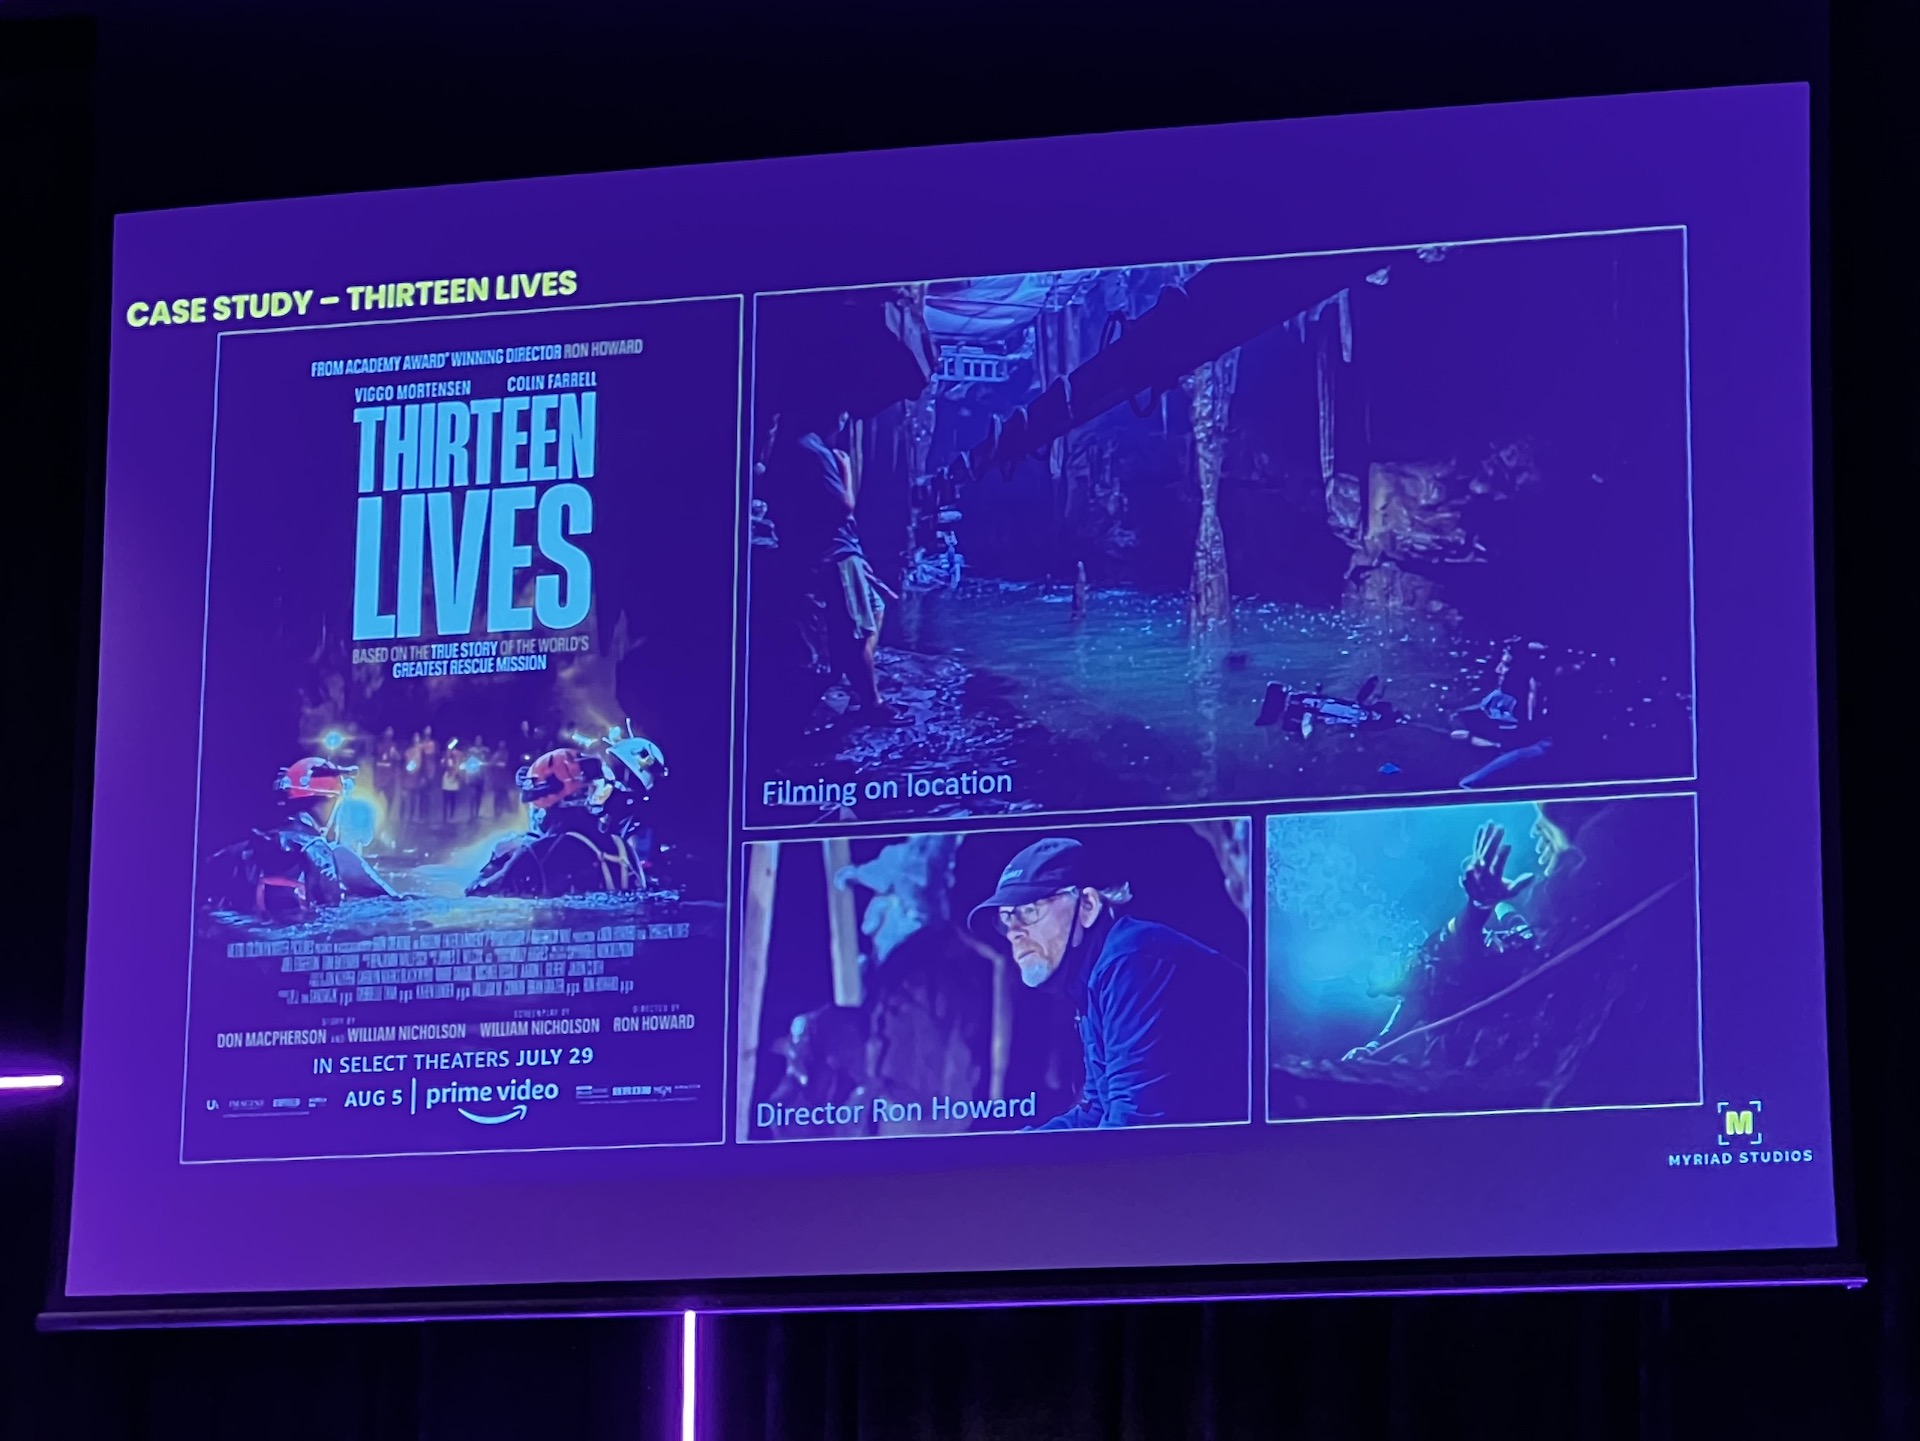 CASE STUDY – THIRTEEN LIVES
FROM ACADEMY AWARD® WINNING DIRECTOR RON HOWARD
VIGGO MORTENSEN COLIN FARRELL
THIRTEEN
LIVES
BASED ON THE TRUE STORY OF THE WORLD'S
GREATEST RESCUE MISSION
STORY BY SCREENPLAY BY DIRECTED BY
DON MACPHERSON AND WILLIAM NICHOLSON WILLIAM NICHOLSON RON HOWARD
IN SELECT THEATERS JULY 29
AUG 5 | prime video
MGM
Filming on location
Director Ron Howard
M
MYRIAD STUDIOS